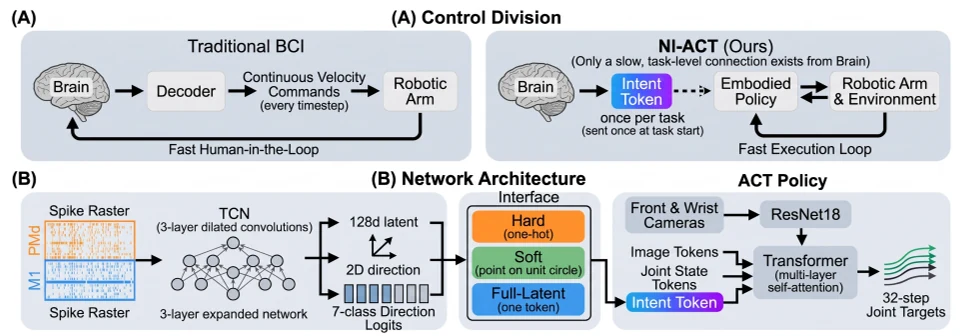 (A)
(A) Control Division
Traditional BCI
Brain
Decoder
Continuous Velocity
Commands
(every timestep)
Robotic
Arm
Fast Human-in-the-Loop
NI-ACT (Ours)
(Only a slow, task-level connection exists from Brain)
Brain
Intent
Token
once per task
(sent once at task start)
Embodied
Policy
Robotic Arm
& Environment
Fast Execution Loop
(B)
(B) Network Architecture
Spike Raster
PMd
M1
Spike Raster
TCN
(3-layer dilated convolutions)
3-layer expanded network
128d latent
2D direction
7-class Direction
Logits
Interface
Hard
(one-hot)
Soft
(point on unit circle)
Full-Latent
(one token)
ACT Policy
Front & Wrist
Cameras
ResNet18
Image Tokens
Joint State
Tokens
Intent Token
Transformer
(multi-layer
self-attention)
32-step
Joint Targets